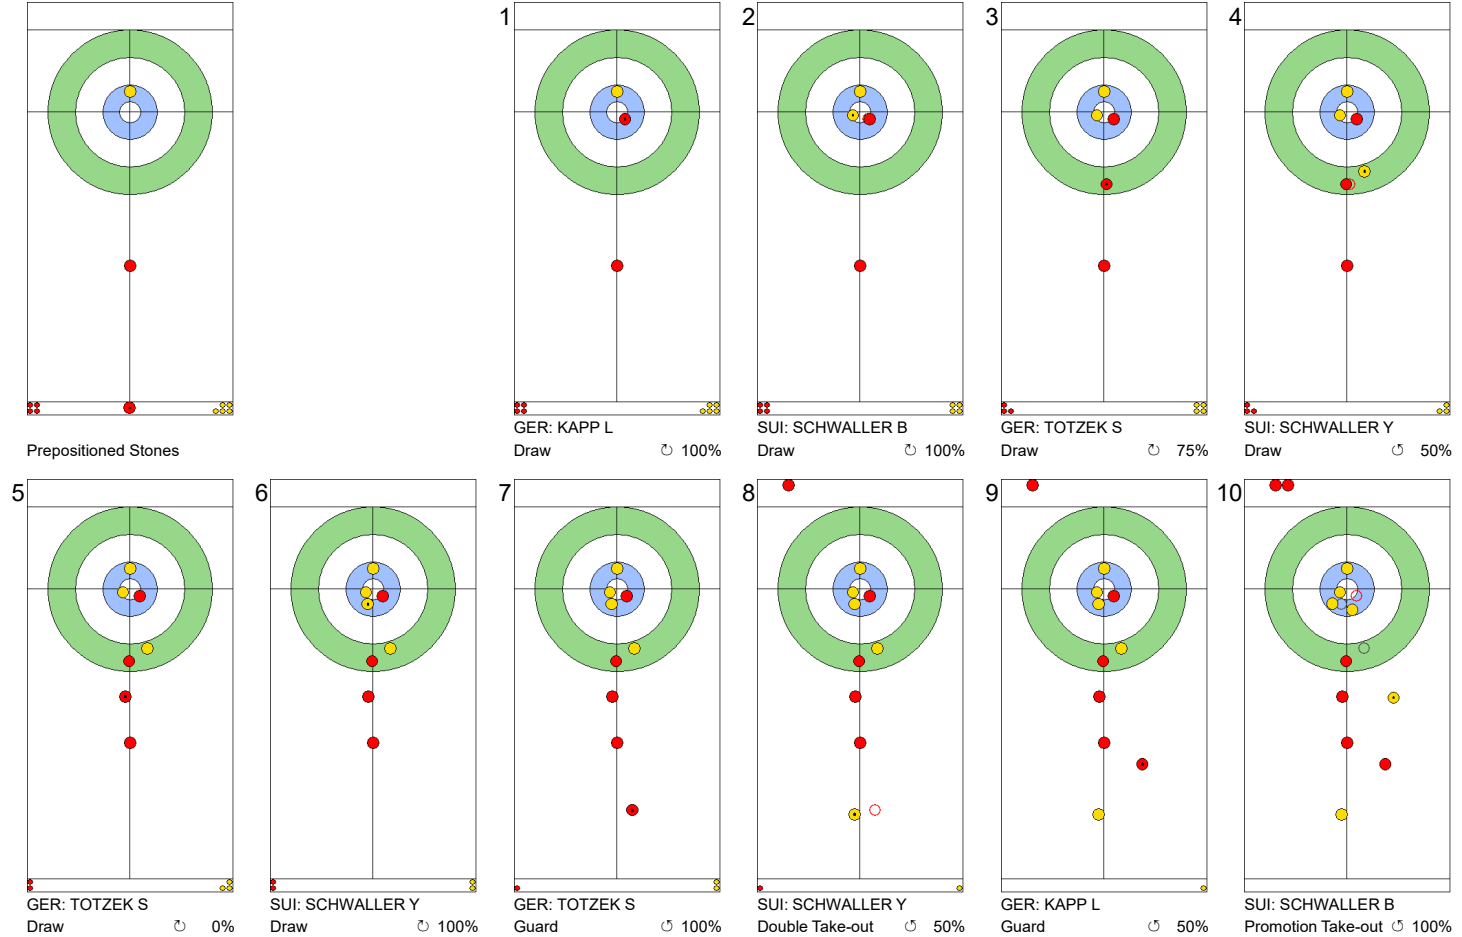 1 2 3 4
Prepositioned Stones
GER: KAPP L
Draw ↻ 100%
SUI: SCHWALLER B
Draw ↻ 100%
GER: TOTZEK S
Draw ↻ 75%
SUI: SCHWALLER Y
Draw ↺ 50%
5 6 7 8 9 10
GER: TOTZEK S
Draw ↻ 0%
SUI: SCHWALLER Y
Draw ↻ 100%
GER: TOTZEK S
Guard ↺ 100%
SUI: SCHWALLER Y
Double Take-out ↺ 50%
GER: KAPP L
Guard ↺ 50%
SUI: SCHWALLER B
Promotion Take-out ↺ 100%